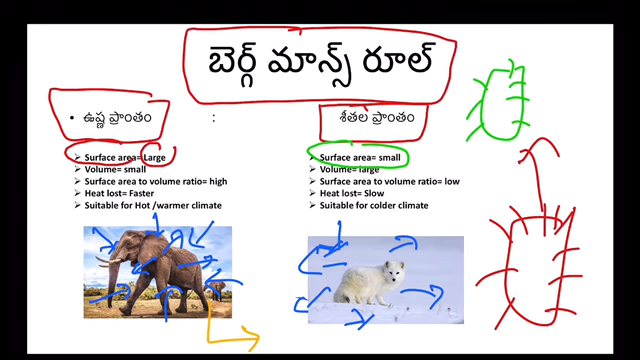 బెర్గ్ మాన్స్ రూల్
• ఉష్ణ ప్రాంతం : శీతల ప్రాంతం
Surface area= Large
Volume= small
Surface area to volume ratio= high
Heat lost= Faster
Suitable for Hot /warmer climate
Surface area= small
Volume= large
Surface area to volume ratio= low
Heat lost= Slow
Suitable for colder climate